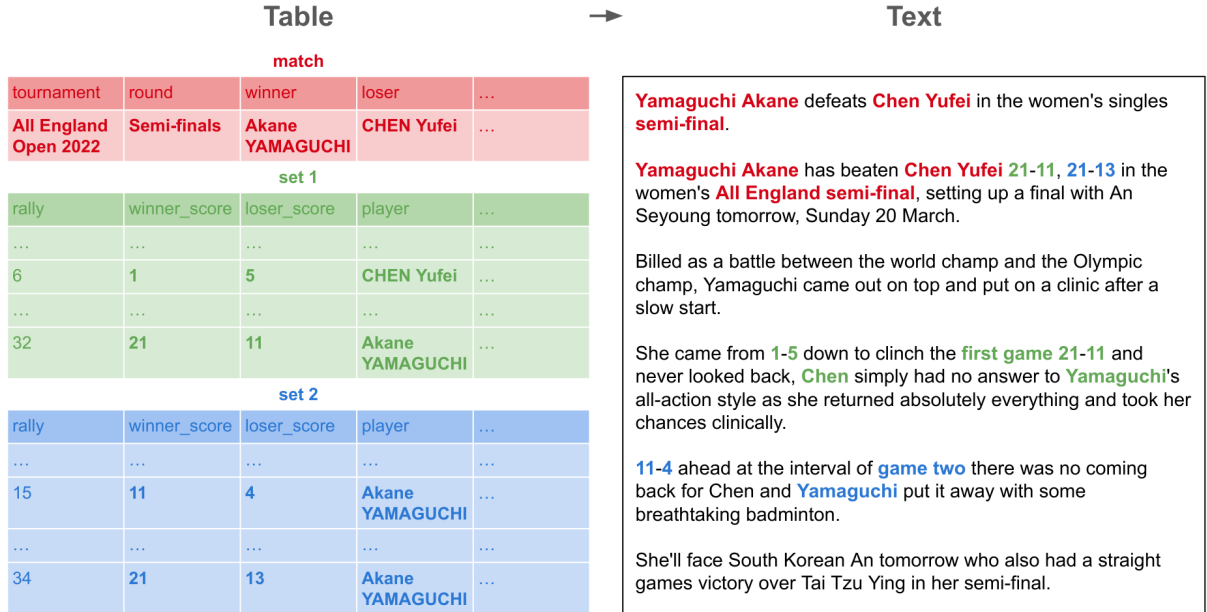 Table → Text
match
tournament round winner loser ...
All England Semi-finals Akane CHEN Yufei ...
Open 2022 YAMAGUCHI
set 1
rally winner_score loser_score player ...
... ... ... ... ...
6 1 5 CHEN Yufei ...
... ... ... ... ...
32 21 11 Akane ...
YAMAGUCHI
set 2
rally winner_score loser_score player ...
... ... ... ... ...
15 11 4 Akane ...
YAMAGUCHI
... ... ... ... ...
34 21 13 Akane ...
YAMAGUCHI
Yamaguchi Akane defeats Chen Yufei in the women's singles
semi-final.
Yamaguchi Akane has beaten Chen Yufei 21-11, 21-13 in the
women's All England semi-final, setting up a final with An
Seyoung tomorrow, Sunday 20 March.
Billed as a battle between the world champ and the Olympic
champ, Yamaguchi came out on top and put on a clinic after a
slow start.
She came from 1-5 down to clinch the first game 21-11 and
never looked back, Chen simply had no answer to Yamaguchi's
all-action style as she returned absolutely everything and took her
chances clinically.
11-4 ahead at the interval of game two there was no coming
back for Chen and Yamaguchi put it away with some
breathtaking badminton.
She'll face South Korean An tomorrow who also had a straight
games victory over Tai Tzu Ying in her semi-final.